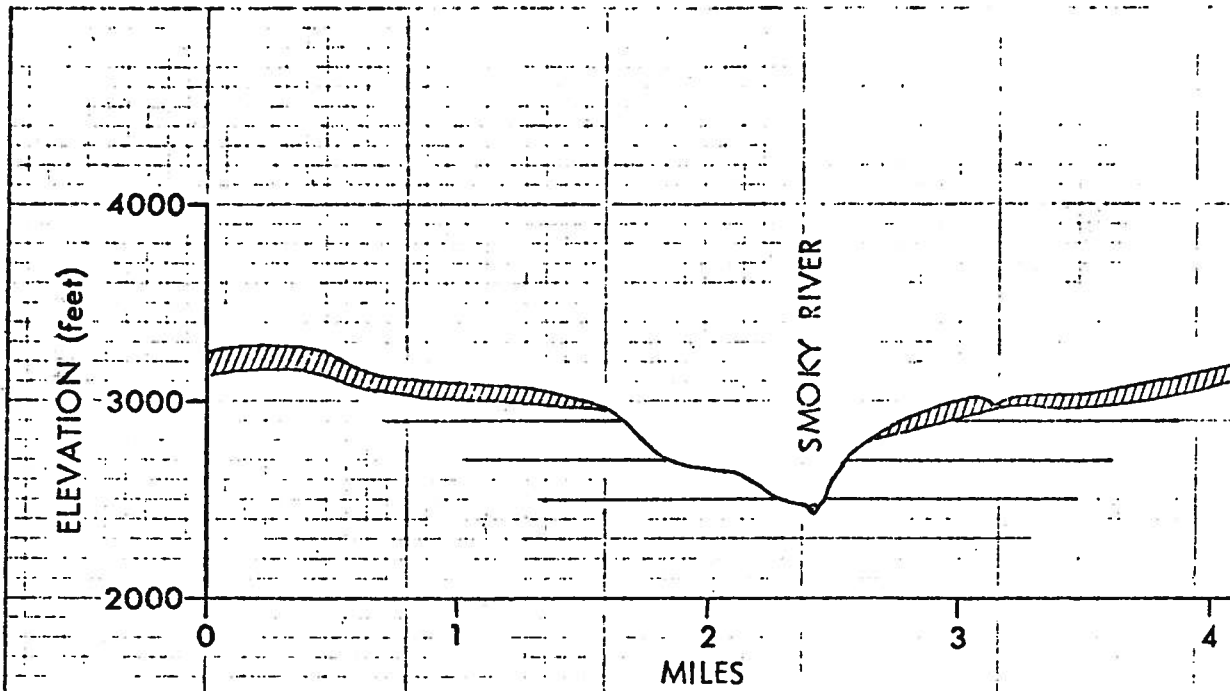 4000
SMOKY RIVER
ELEVATION (feet)
3000
2000
0 1 2 3 4
MILES